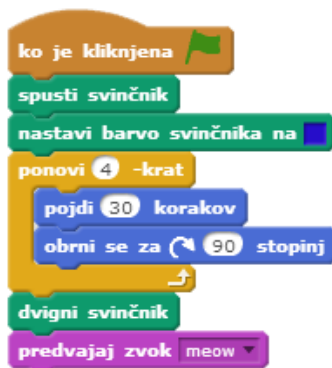 ko je kliknjena
spusti svinčnik
nastavi barvo svinčnika na
ponovi 4 -krat
pojdi 30 korakov
obrni se za 90 stopinj
dvigni svinčnik
predvajaj zvok meow